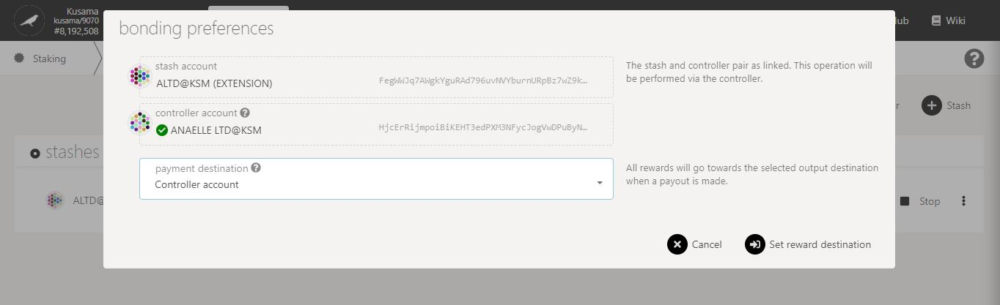 Kusama
kusama/9070
#8,192,508
Wiki
Staking
bonding preferences
stash account
ALTD@KSM (EXTENSION)
FegWWJq7AWgkYguRAd796uvNVYburnURpBz7wZ9k…
The stash and controller pair as linked. This operation will
be performed via the controller.
controller account
ANAELLE LTD@KSM
HjcErRijmpoiBiKEHT3edPXM3NFycJogVwDPuByN…
Stash
stashes
payment destination
Controller account
All rewards will go towards the selected output destination
when a payout is made.
ALTD@
Stop
Cancel
Set reward destination